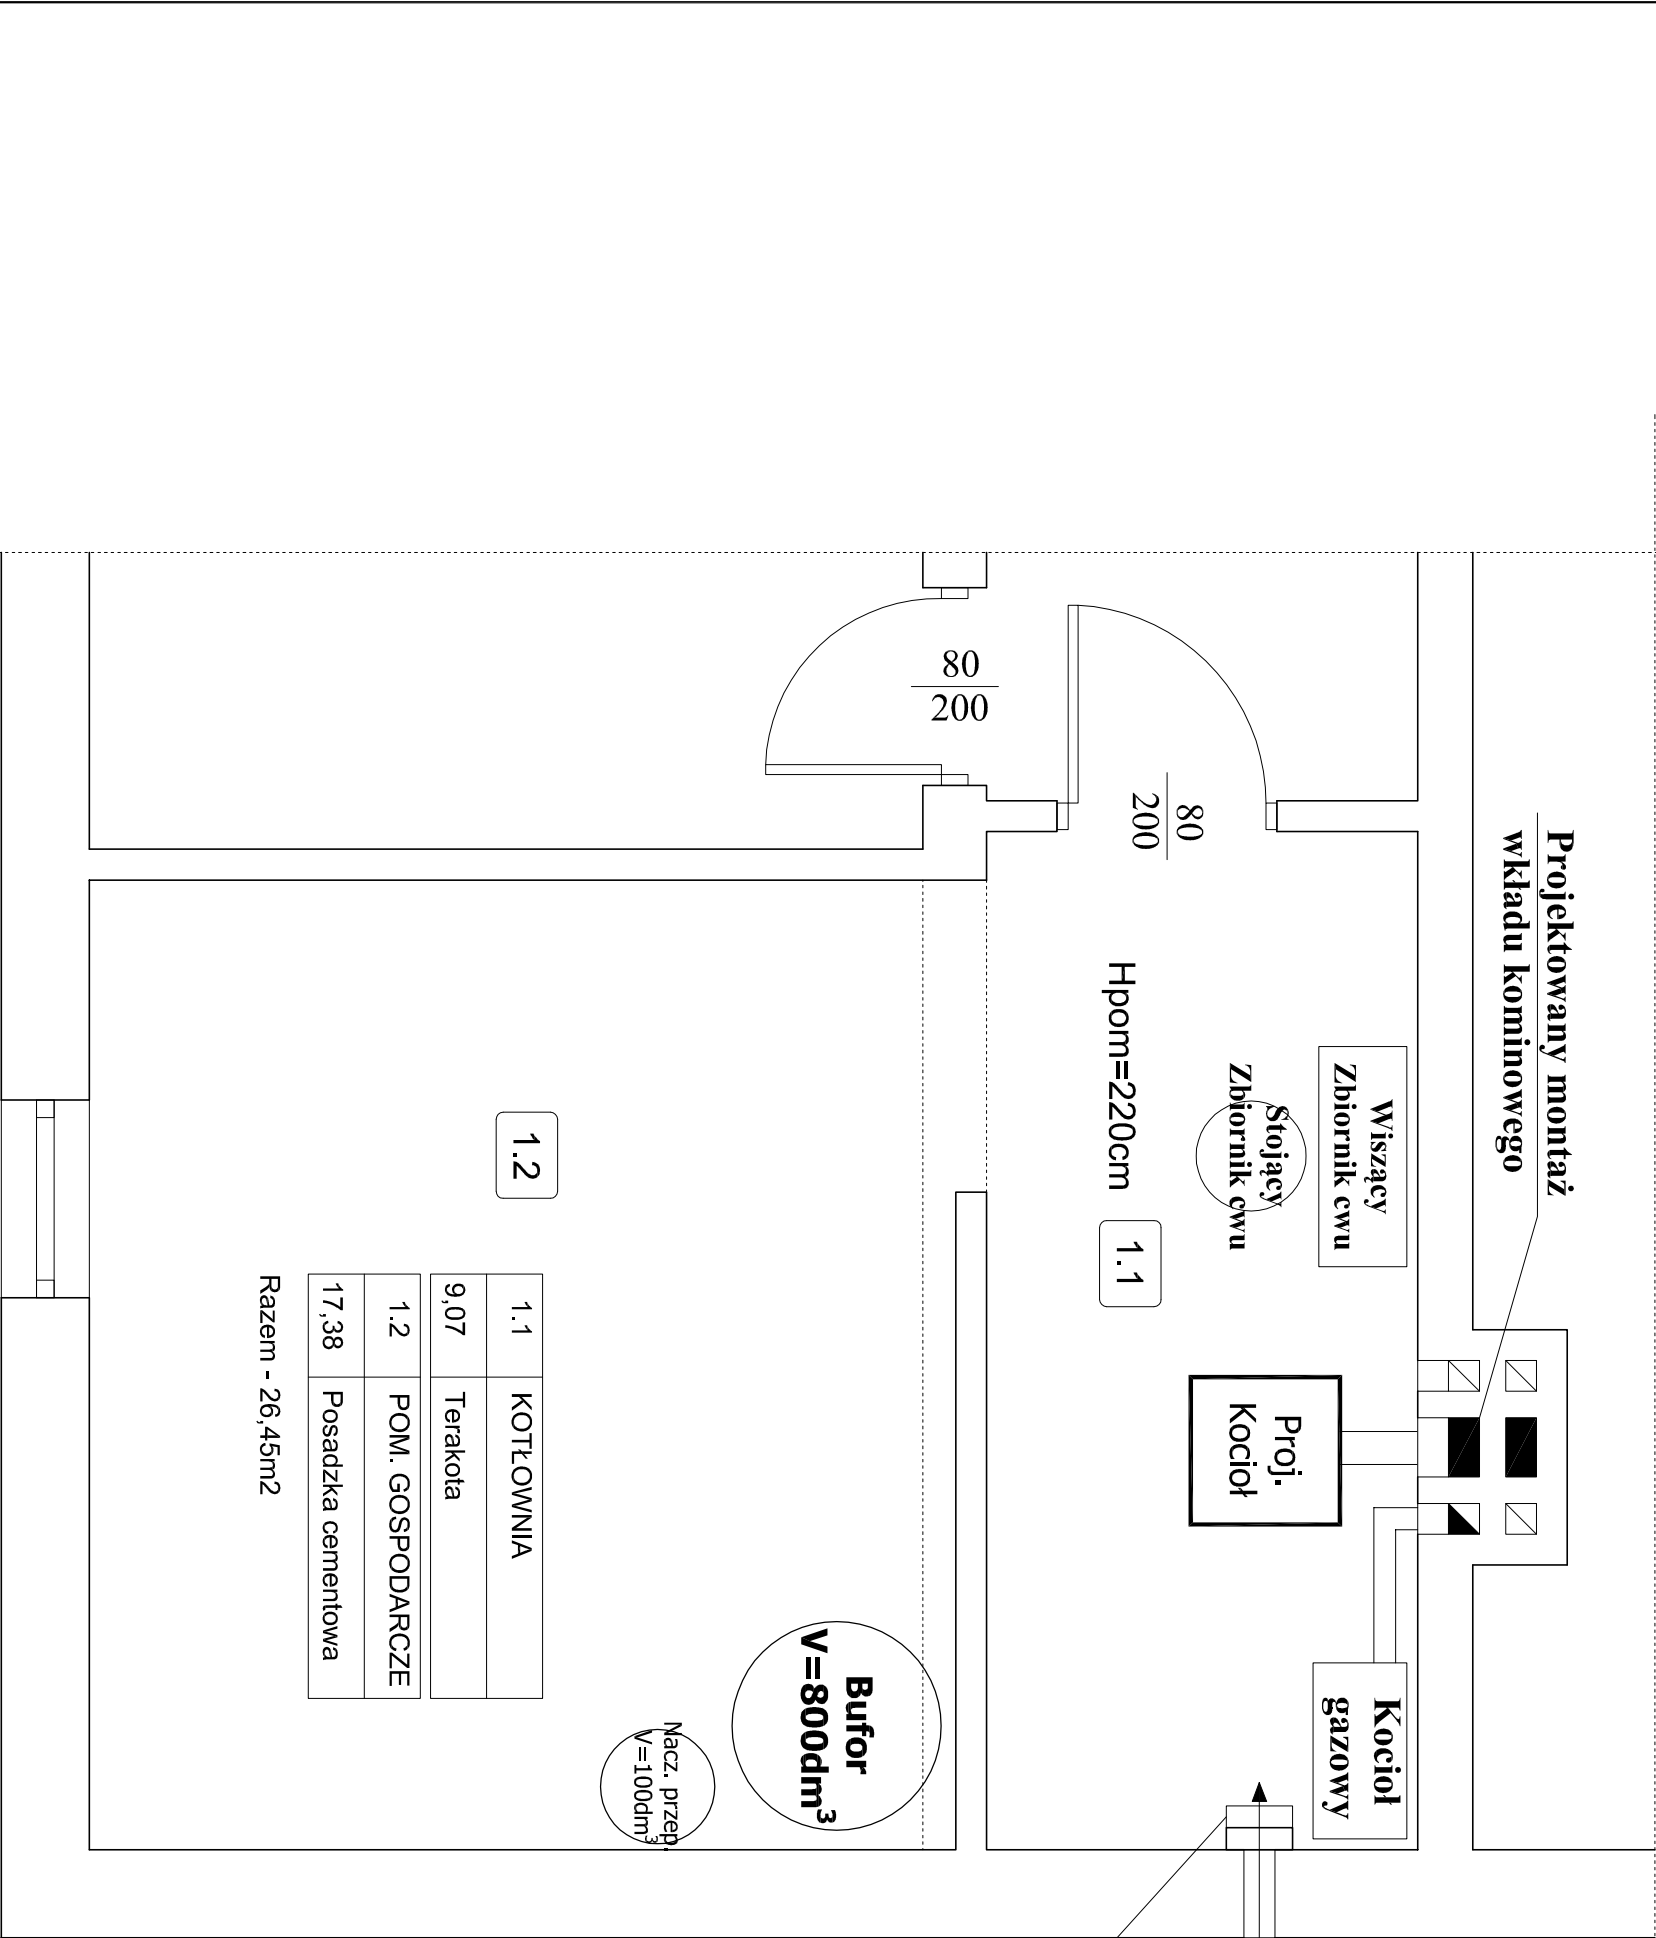 Projektowany montaż
wkładu kominowego
80
200
80
200
Hpom=220cm
Wiszący
Zbiornik cwu
Stojący
Zbiornik cwu
1.1
1.2
Proj.
Kocioł
Kocioł
gazowy
1.1 KOTŁOWNIA
9,07 Terakota
1.2 POM. GOSPODARCZE
17,38 Posadzka cementowa
Razem - 26,45m2
Bufor
V=800dm³
Nacz. przep.
V=100dm³